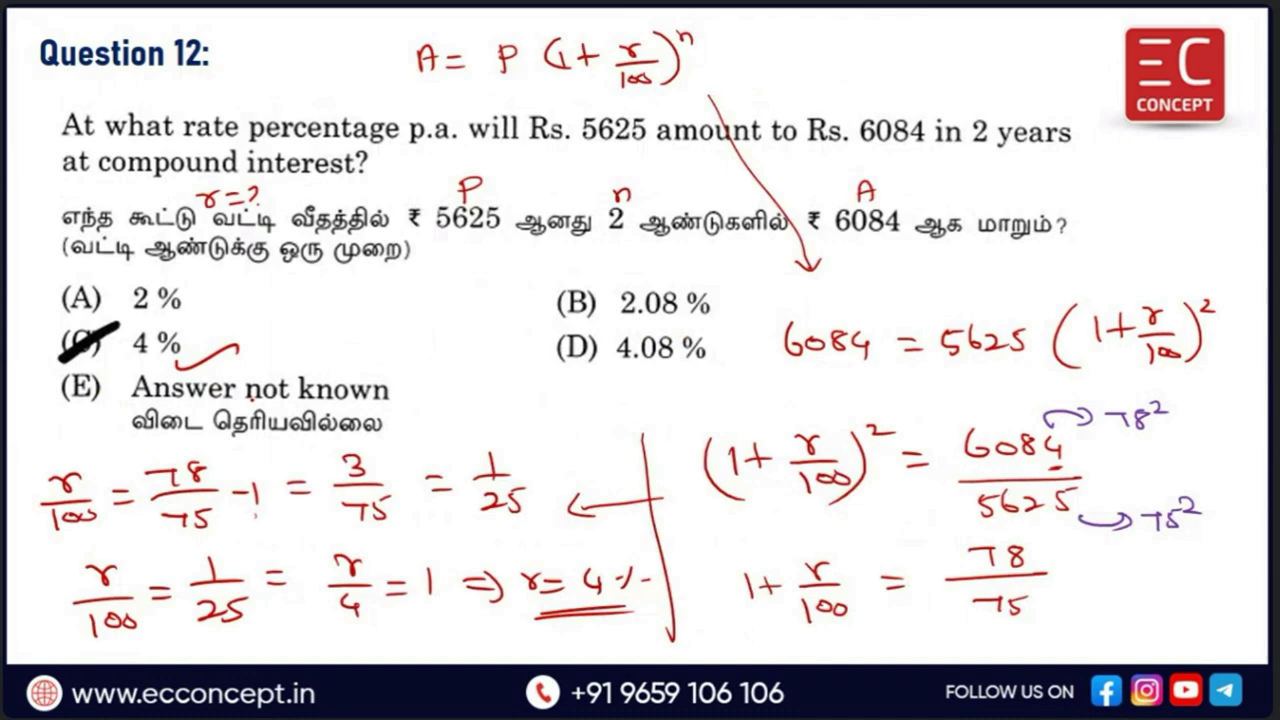 Question 12:
A = P (1 + r/100)^n
EC
CONCEPT
At what rate percentage p.a. will Rs. 5625 amount to Rs. 6084 in 2 years
at compound interest?
r = ? P n A
எந்த கூட்டு வட்டி வீதத்தில் ₹ 5625 ஆனது 2 ஆண்டுகளில் ₹ 6084 ஆக மாறும்?
(வட்டி ஆண்டுக்கு ஒரு முறை)
(A) 2 %
(B) 2.08 %
(C) 4 %
(D) 4.08 %
(E) Answer not known
விடை தெரியவில்லை
6084 = 5625 (1 + r/100)^2
(1 + r/100)^2 = 6084/5625
78^2
75^2
1 + r/100 = 78/75
r/100 = 78/75 - 1 = 3/75 = 1/25
r/100 = 1/25 = r/4 = 1 ⇒ r = 4 %
www.ecconcept.in
+91 9659 106 106
FOLLOW US ON